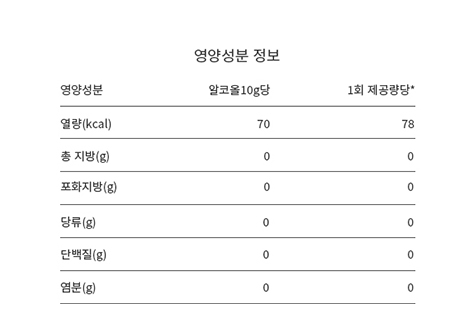 영양성분 정보
영양성분 알코올10g당 1회 제공량당*
열량(kcal) 70 78
총 지방(g) 0 0
포화지방(g) 0 0
당류(g) 0 0
단백질(g) 0 0
염분(g) 0 0